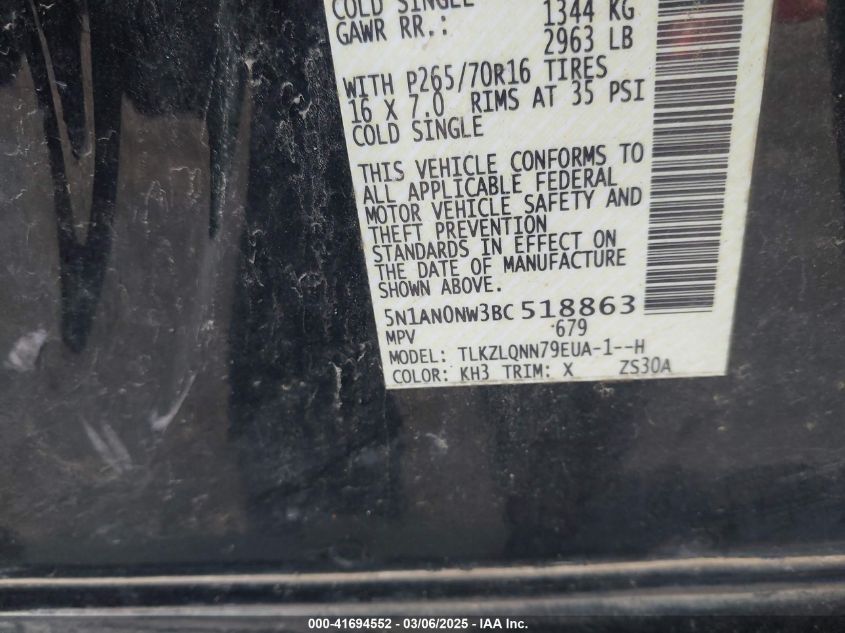 COLD SINGLE
GAWR RR.: 1344 KG
2963 LB
WITH P265/70R16 TIRES
16 X 7.0 RIMS AT 35 PSI
COLD SINGLE
THIS VEHICLE CONFORMS TO
ALL APPLICABLE FEDERAL
MOTOR VEHICLE SAFETY AND
THEFT PREVENTION
STANDARDS IN EFFECT ON
THE DATE OF MANUFACTURE
SHOWN ABOVE.
5N1AN0NW3BC 518863
MPV 679
MODEL: TLKZLQNN79EUA-1--H
COLOR: KH3 TRIM: X ZS30A
000-41694552 — 03/06/2025 - IAA Inc.